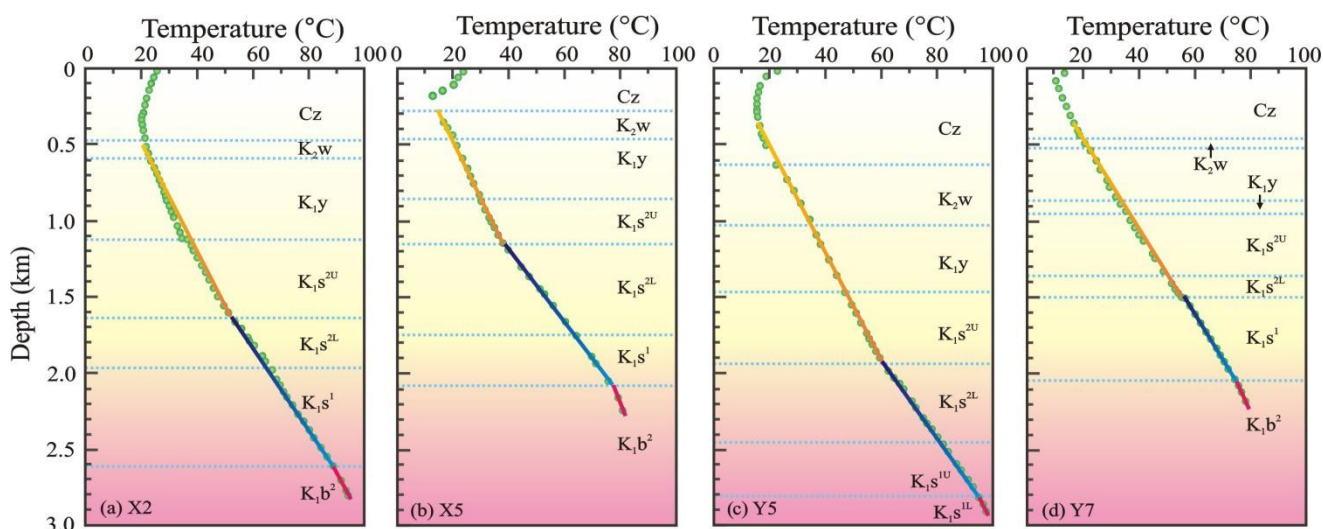 Temperature (°C)
0 20 40 60 80 100
Temperature (°C)
0 20 40 60 80 100
Temperature (°C)
0 20 40 60 80 100
Temperature (°C)
0 20 40 60 80 100
Depth (km)
0
0.5
1.0
1.5
2.0
2.5
3.0
Cz
K₂w
K₁y
K₁s²ᵁ
K₁s²ᴸ
K₁s¹
K₁b²
(a) X2
Cz
K₂w
K₁y
K₁s²ᵁ
K₁s²ᴸ
K₁s¹
K₁b²
(b) X5
Cz
K₂w
K₁y
K₁s²ᵁ
K₁s²ᴸ
K₁s¹ᵁ
K₁s¹ᴸ
(c) Y5
Cz
K₂w
K₁y
K₁s²ᵁ
K₁s²ᴸ
K₁s¹
K₁b²
(d) Y7